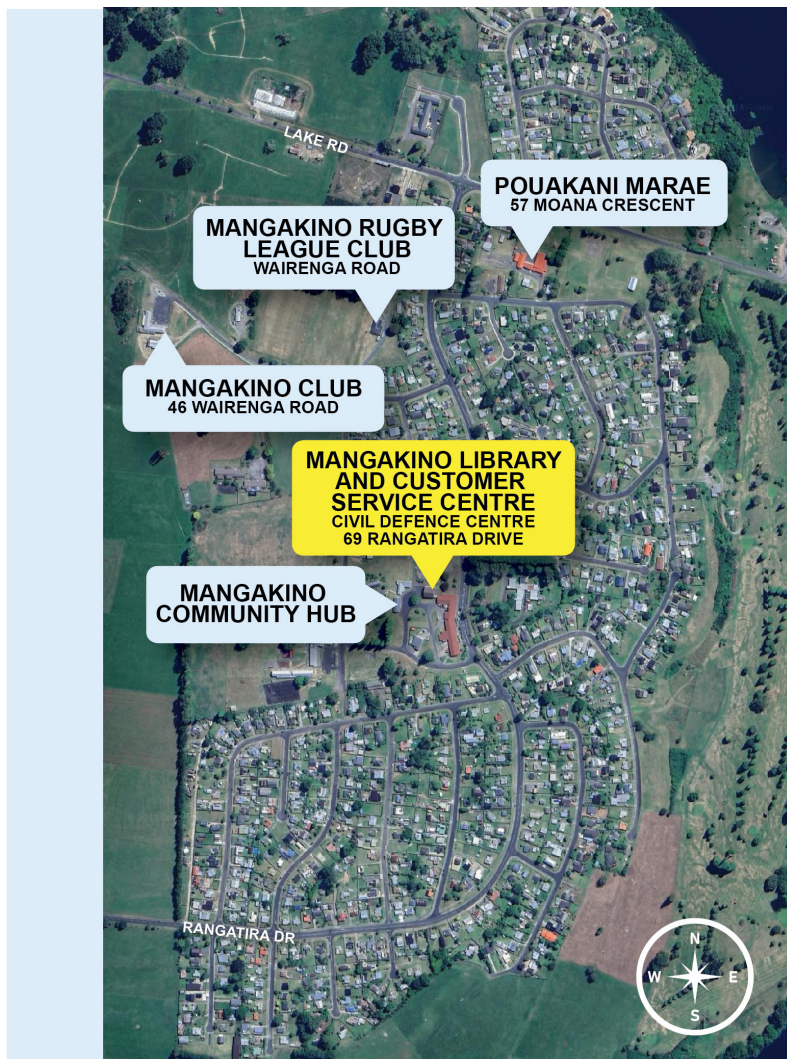 LAKE RD
POUAKANI MARAE
57 MOANA CRESCENT
MANGAKINO RUGBY
LEAGUE CLUB
WAIRENGA ROAD
MANGAKINO CLUB
46 WAIRENGA ROAD
MANGAKINO LIBRARY
AND CUSTOMER
SERVICE CENTRE
CIVIL DEFENCE CENTRE
69 RANGATIRA DRIVE
MANGAKINO
COMMUNITY HUB
RANGATIRA DR
N
W E
S